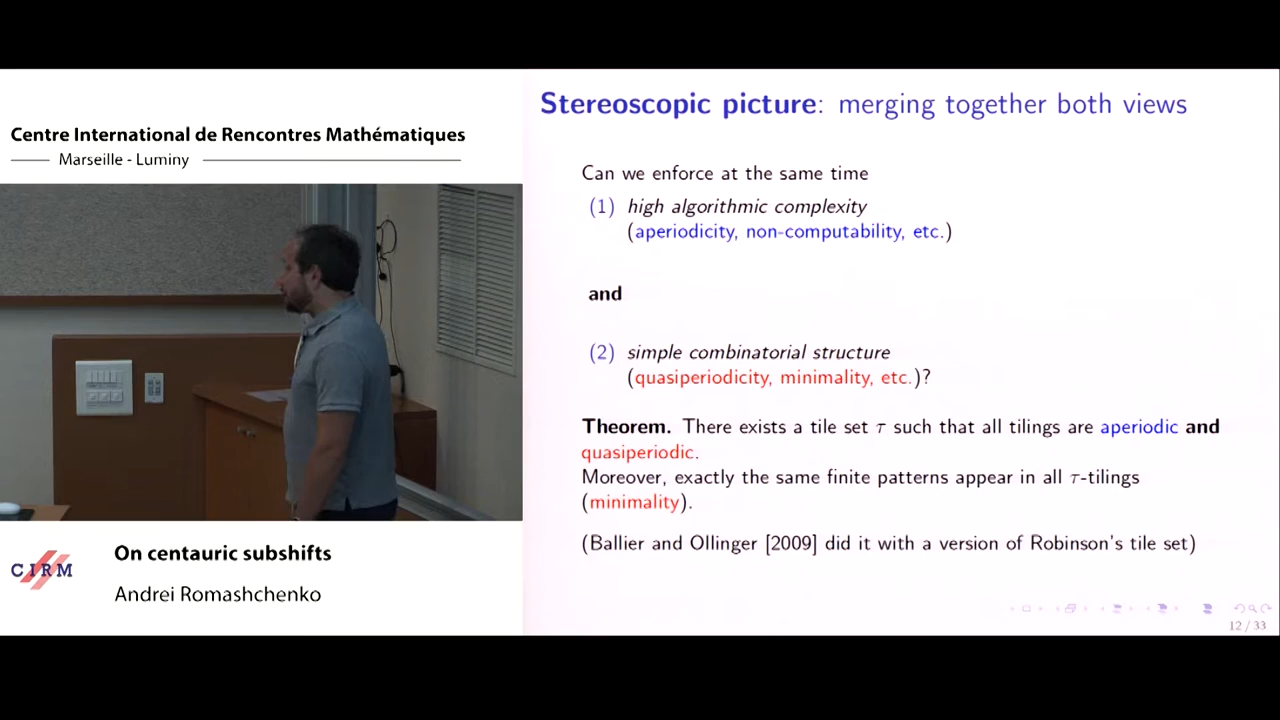 Centre International de Rencontres Mathématiques
Marseille - Luminy
CIRM
On centauric subshifts
Andrei Romashchenko
Stereoscopic picture: merging together both views
Can we enforce at the same time
(1) high algorithmic complexity
(aperiodicity, non-computability, etc.)
and
(2) simple combinatorial structure
(quasiperiodicity, minimality, etc.)?
Theorem. There exists a tile set τ such that all tilings are aperiodic and
quasiperiodic.
Moreover, exactly the same finite patterns appear in all τ-tilings
(minimality).
(Ballier and Ollinger [2009] did it with a version of Robinson's tile set)
12 / 33